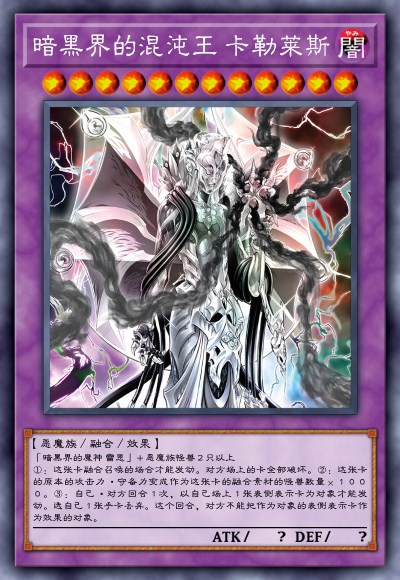 暗黑界的混沌王 卡勒莱斯
闇
やみ
【恶魔族／融合／效果】
「暗黑界的魔神 雷恩」＋恶魔族怪兽２只以上
①：这张卡融合召唤的场合才能发动。对方场上的卡全部破坏。②：这张卡
的原本的攻击力·守备力变成作为这张卡的融合素材的怪兽数量×１０
００。③：自己·对方回合１次，以自己场上１张表侧表示卡为对象才能发
动。选自己１张手卡丢弃。这个回合，对方不能把作为对象的表侧表示卡作
为效果的对象。
ATK/ ? DEF/ ?